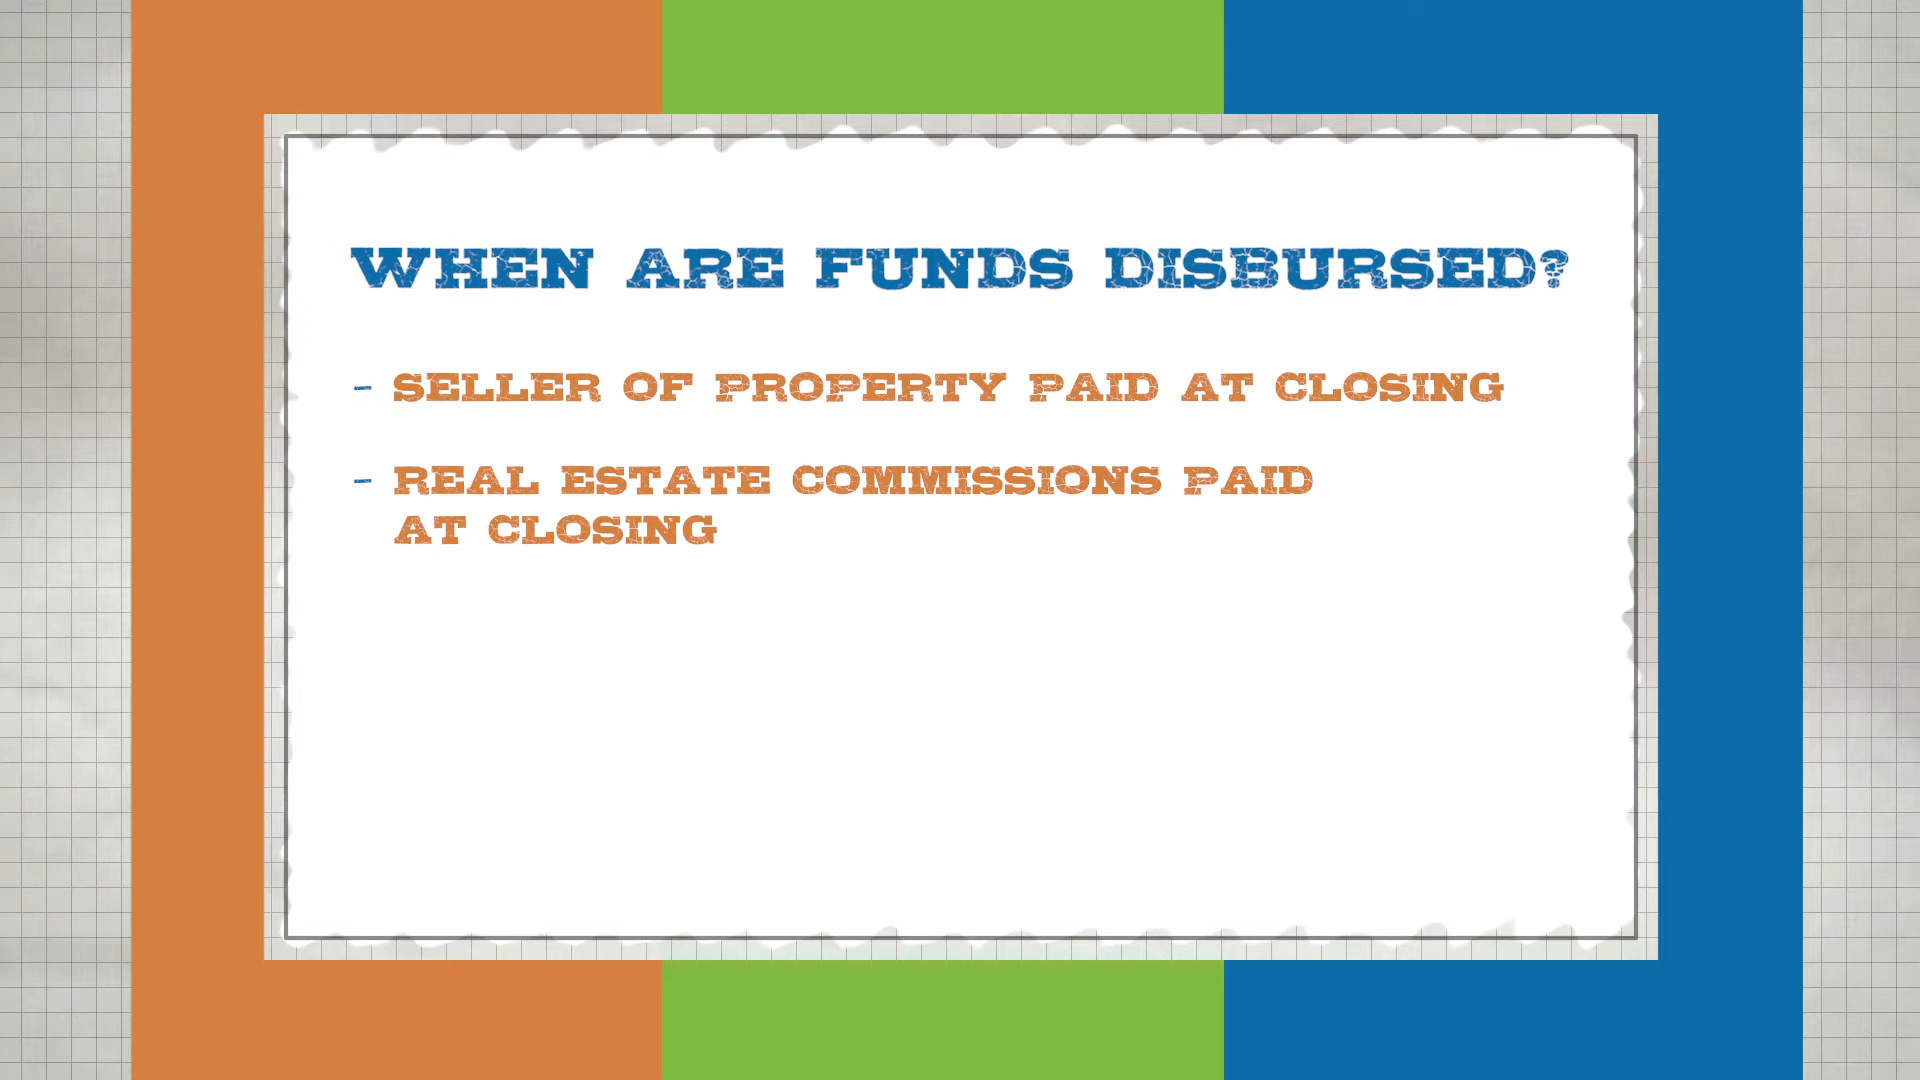 WHEN ARE FUNDS DISBURSED?
- SELLER OF PROPERTY PAID AT CLOSING
- REAL ESTATE COMMISSIONS PAID
AT CLOSING